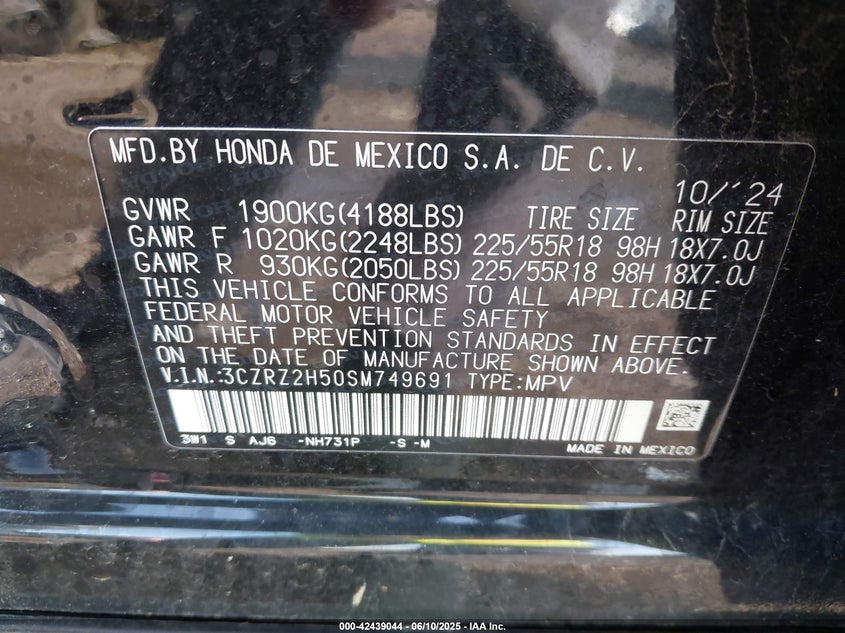 MFD.BY HONDA DE MEXICO S.A. DE C.V.
10/'24
GVWR 1900KG(4188LBS) TIRE SIZE RIM SIZE
GAWR F 1020KG(2248LBS) 225/55R18 98H 18X7.0J
GAWR R 930KG(2050LBS) 225/55R18 98H 18X7.0J
THIS VEHICLE CONFORMS TO ALL APPLICABLE
FEDERAL MOTOR VEHICLE SAFETY
AND THEFT PREVENTION STANDARDS IN EFFECT
ON THE DATE OF MANUFACTURE SHOWN ABOVE.
V.I.N.:3CZRZ2H50SM749691 TYPE:MPV
3W1 S AJ6 -NH731P -S -M
MADE IN MEXICO
000-42439044 - 06/10/2025 - IAA Inc.